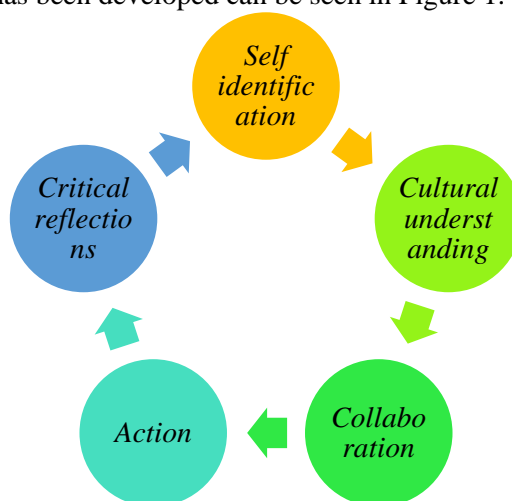 has been developed can be seen in Figure 1.
Self
identific
ation
Cultural
underst
anding
Collabo
ration
Action
Critical
reflectio
ns